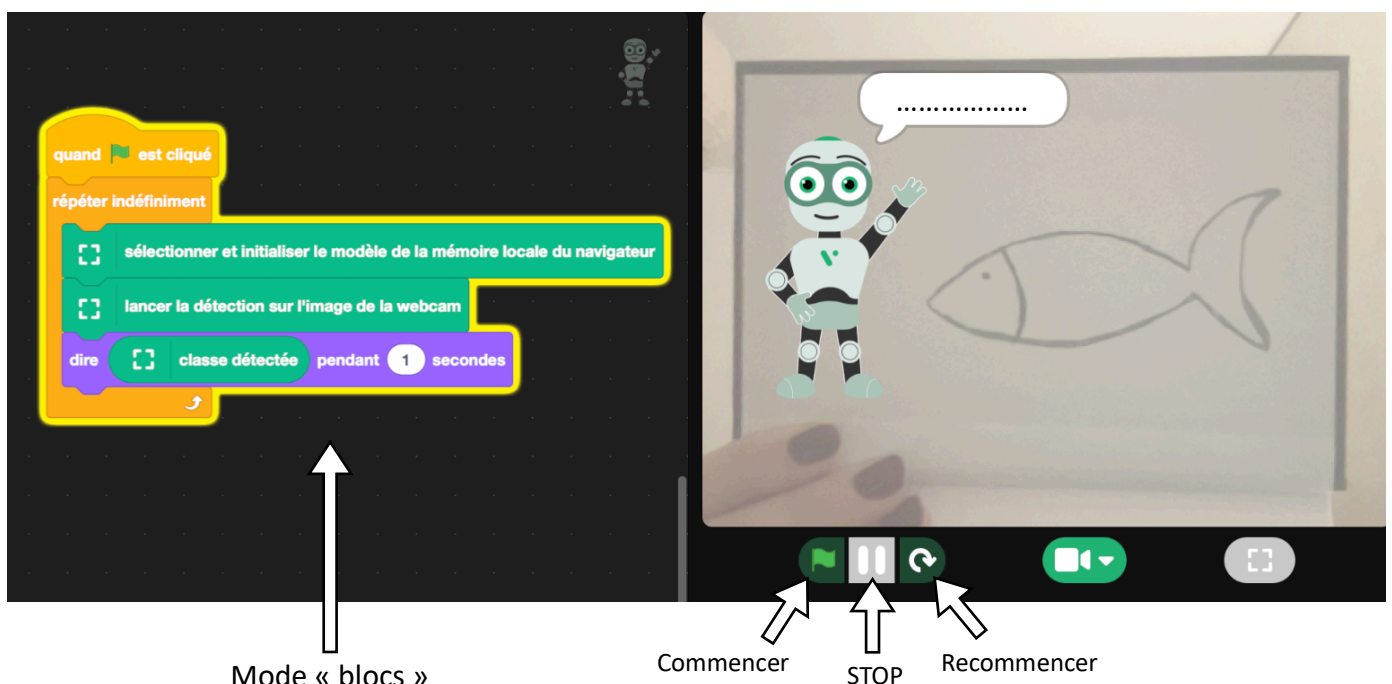 quand est cliqué
répéter indéfiniment
sélectionner et initialiser le modèle de la mémoire locale du navigateur
lancer la détection sur l'image de la webcam
dire classe détectée pendant 1 secondes
………………
Commencer
STOP
Recommencer
Mode « blocs »